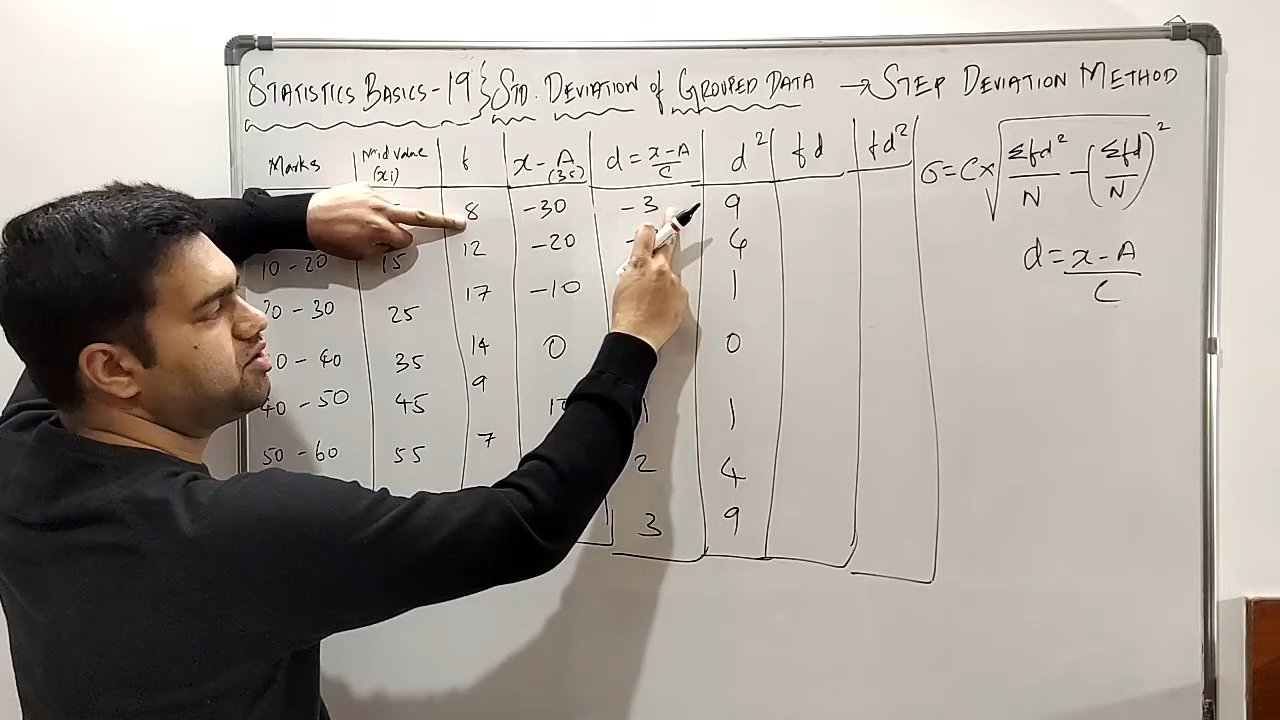 STATISTICS BASICS - 19 } STD. DEVIATION of GROUPED DATA → STEP DEVIATION METHOD
Marks Mid value (xi) f x - A (35) d = x - A / C d² fd fd²
8 -30 -3 9
10 - 20 15 12 -20 4
20 - 30 25 17 -10 1
0 - 40 35 14 0 0
40 - 50 45 9 10 1 1
50 - 60 55 7 2 4
3 9
σ = C × √ Σfd² / N - (Σfd / N)²
d = x - A / C